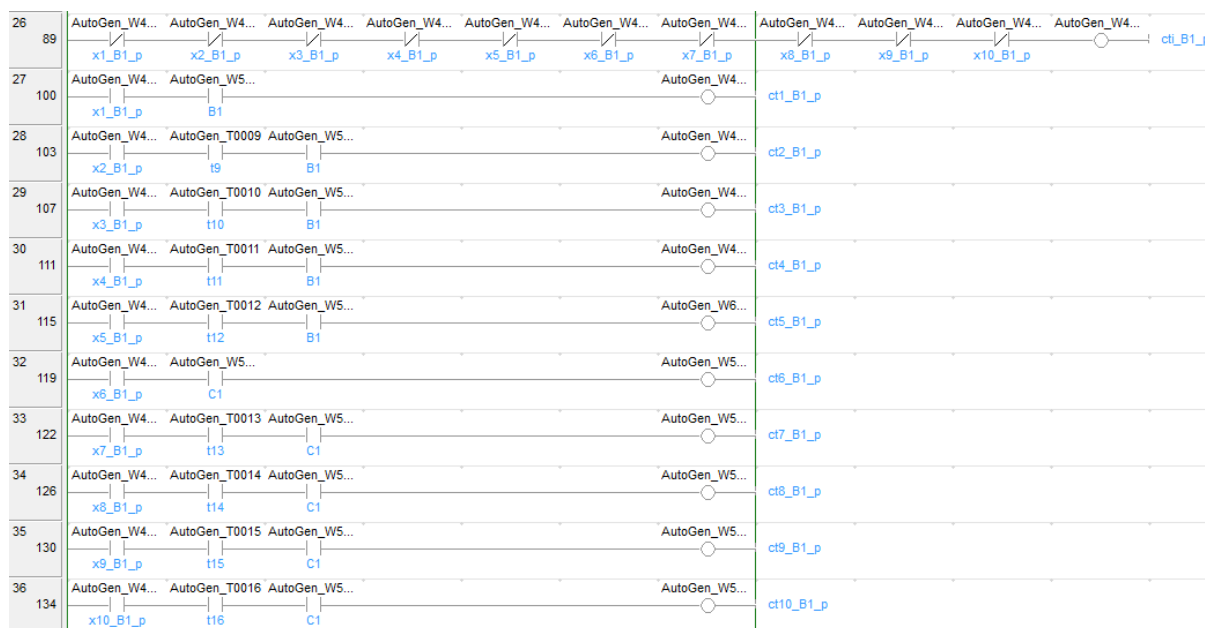 26 AutoGen_W4... AutoGen_W4... AutoGen_W4... AutoGen_W4... AutoGen_W4... AutoGen_W4... AutoGen_W4... AutoGen_W4... AutoGen_W4... AutoGen_W4... AutoGen_W4...
89 cti_B1_p
x1_B1_p x2_B1_p x3_B1_p x4_B1_p x5_B1_p x6_B1_p x7_B1_p x8_B1_p x9_B1_p x10_B1_p
27 AutoGen_W4... AutoGen_W5... AutoGen_W4...
100 ct1_B1_p
x1_B1_p B1
28 AutoGen_W4... AutoGen_T0009 AutoGen_W5... AutoGen_W4...
103 ct2_B1_p
x2_B1_p t9 B1
29 AutoGen_W4... AutoGen_T0010 AutoGen_W5... AutoGen_W4...
107 ct3_B1_p
x3_B1_p t10 B1
30 AutoGen_W4... AutoGen_T0011 AutoGen_W5... AutoGen_W4...
111 ct4_B1_p
x4_B1_p t11 B1
31 AutoGen_W4... AutoGen_T0012 AutoGen_W5... AutoGen_W6...
115 ct5_B1_p
x5_B1_p t12 B1
32 AutoGen_W4... AutoGen_W5... AutoGen_W5...
119 ct6_B1_p
x6_B1_p C1
33 AutoGen_W4... AutoGen_T0013 AutoGen_W5... AutoGen_W5...
122 ct7_B1_p
x7_B1_p t13 C1
34 AutoGen_W4... AutoGen_T0014 AutoGen_W5... AutoGen_W5...
126 ct8_B1_p
x8_B1_p t14 C1
35 AutoGen_W4... AutoGen_T0015 AutoGen_W5... AutoGen_W5...
130 ct9_B1_p
x9_B1_p t15 C1
36 AutoGen_W4... AutoGen_T0016 AutoGen_W5... AutoGen_W5...
134 ct10_B1_p
x10_B1_p t16 C1